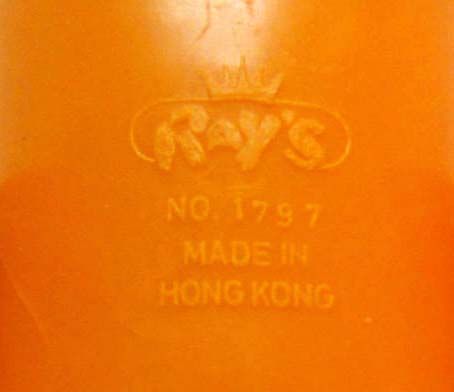 RAY'S
NO. 1797
MADE IN
HONG KONG